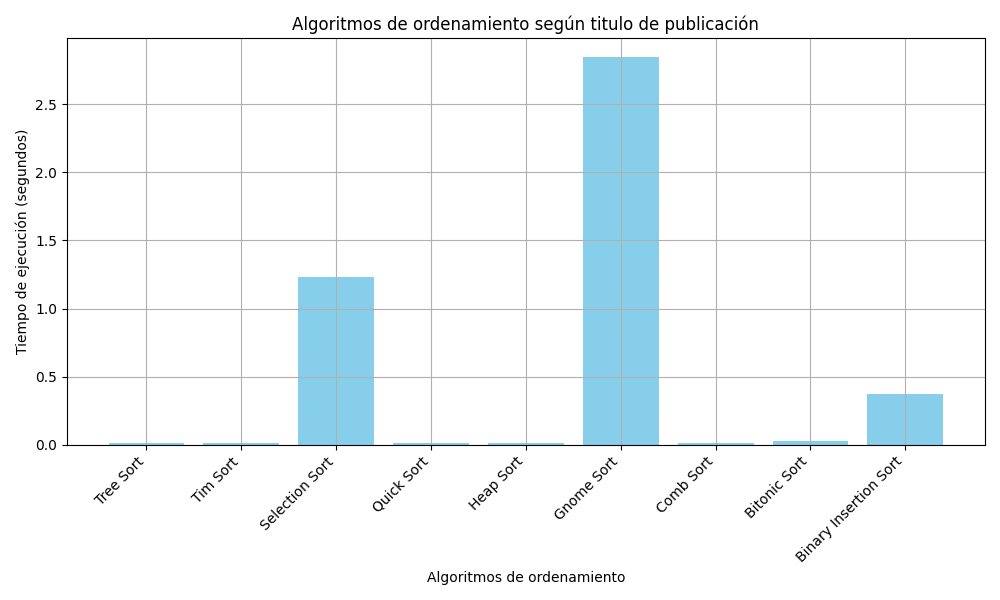 Algoritmos de ordenamiento según titulo de publicación
Tiempo de ejecución (segundos)
2.5
2.0
1.5
1.0
0.5
0.0
Tree Sort
Tim Sort
Selection Sort
Quick Sort
Heap Sort
Gnome Sort
Comb Sort
Bitonic Sort
Binary Insertion Sort
Algoritmos de ordenamiento